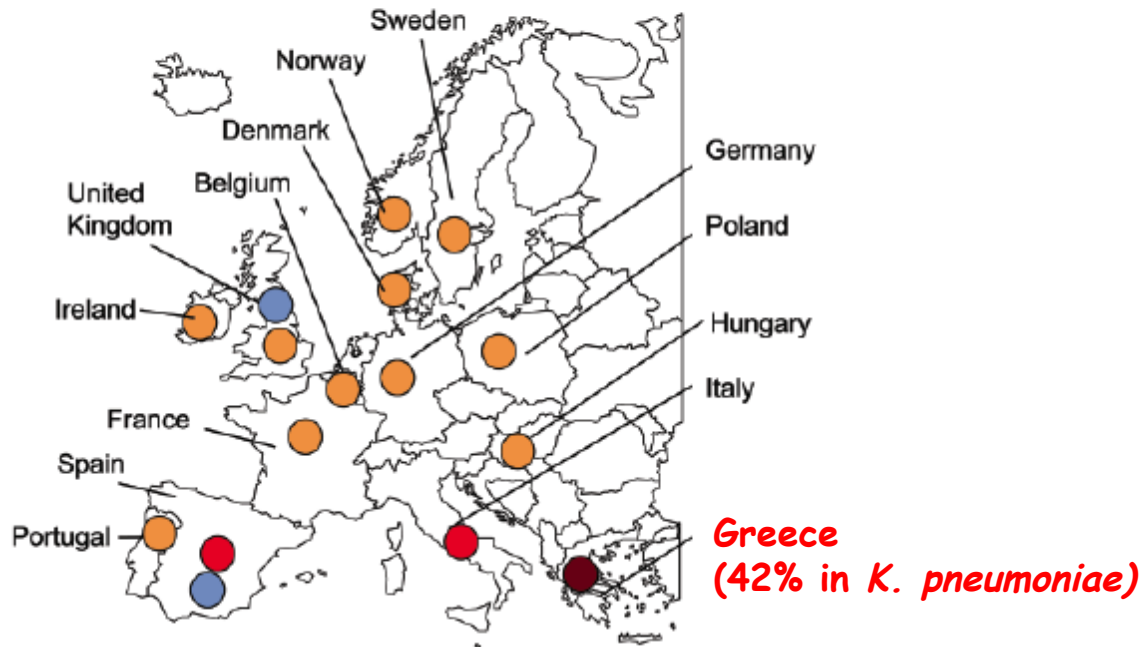 Sweden
Norway
Denmark
Germany
Belgium
United
Kingdom
Poland
Ireland
Hungary
Italy
France
Spain
Portugal
Greece
(42% in K. pneumoniae)